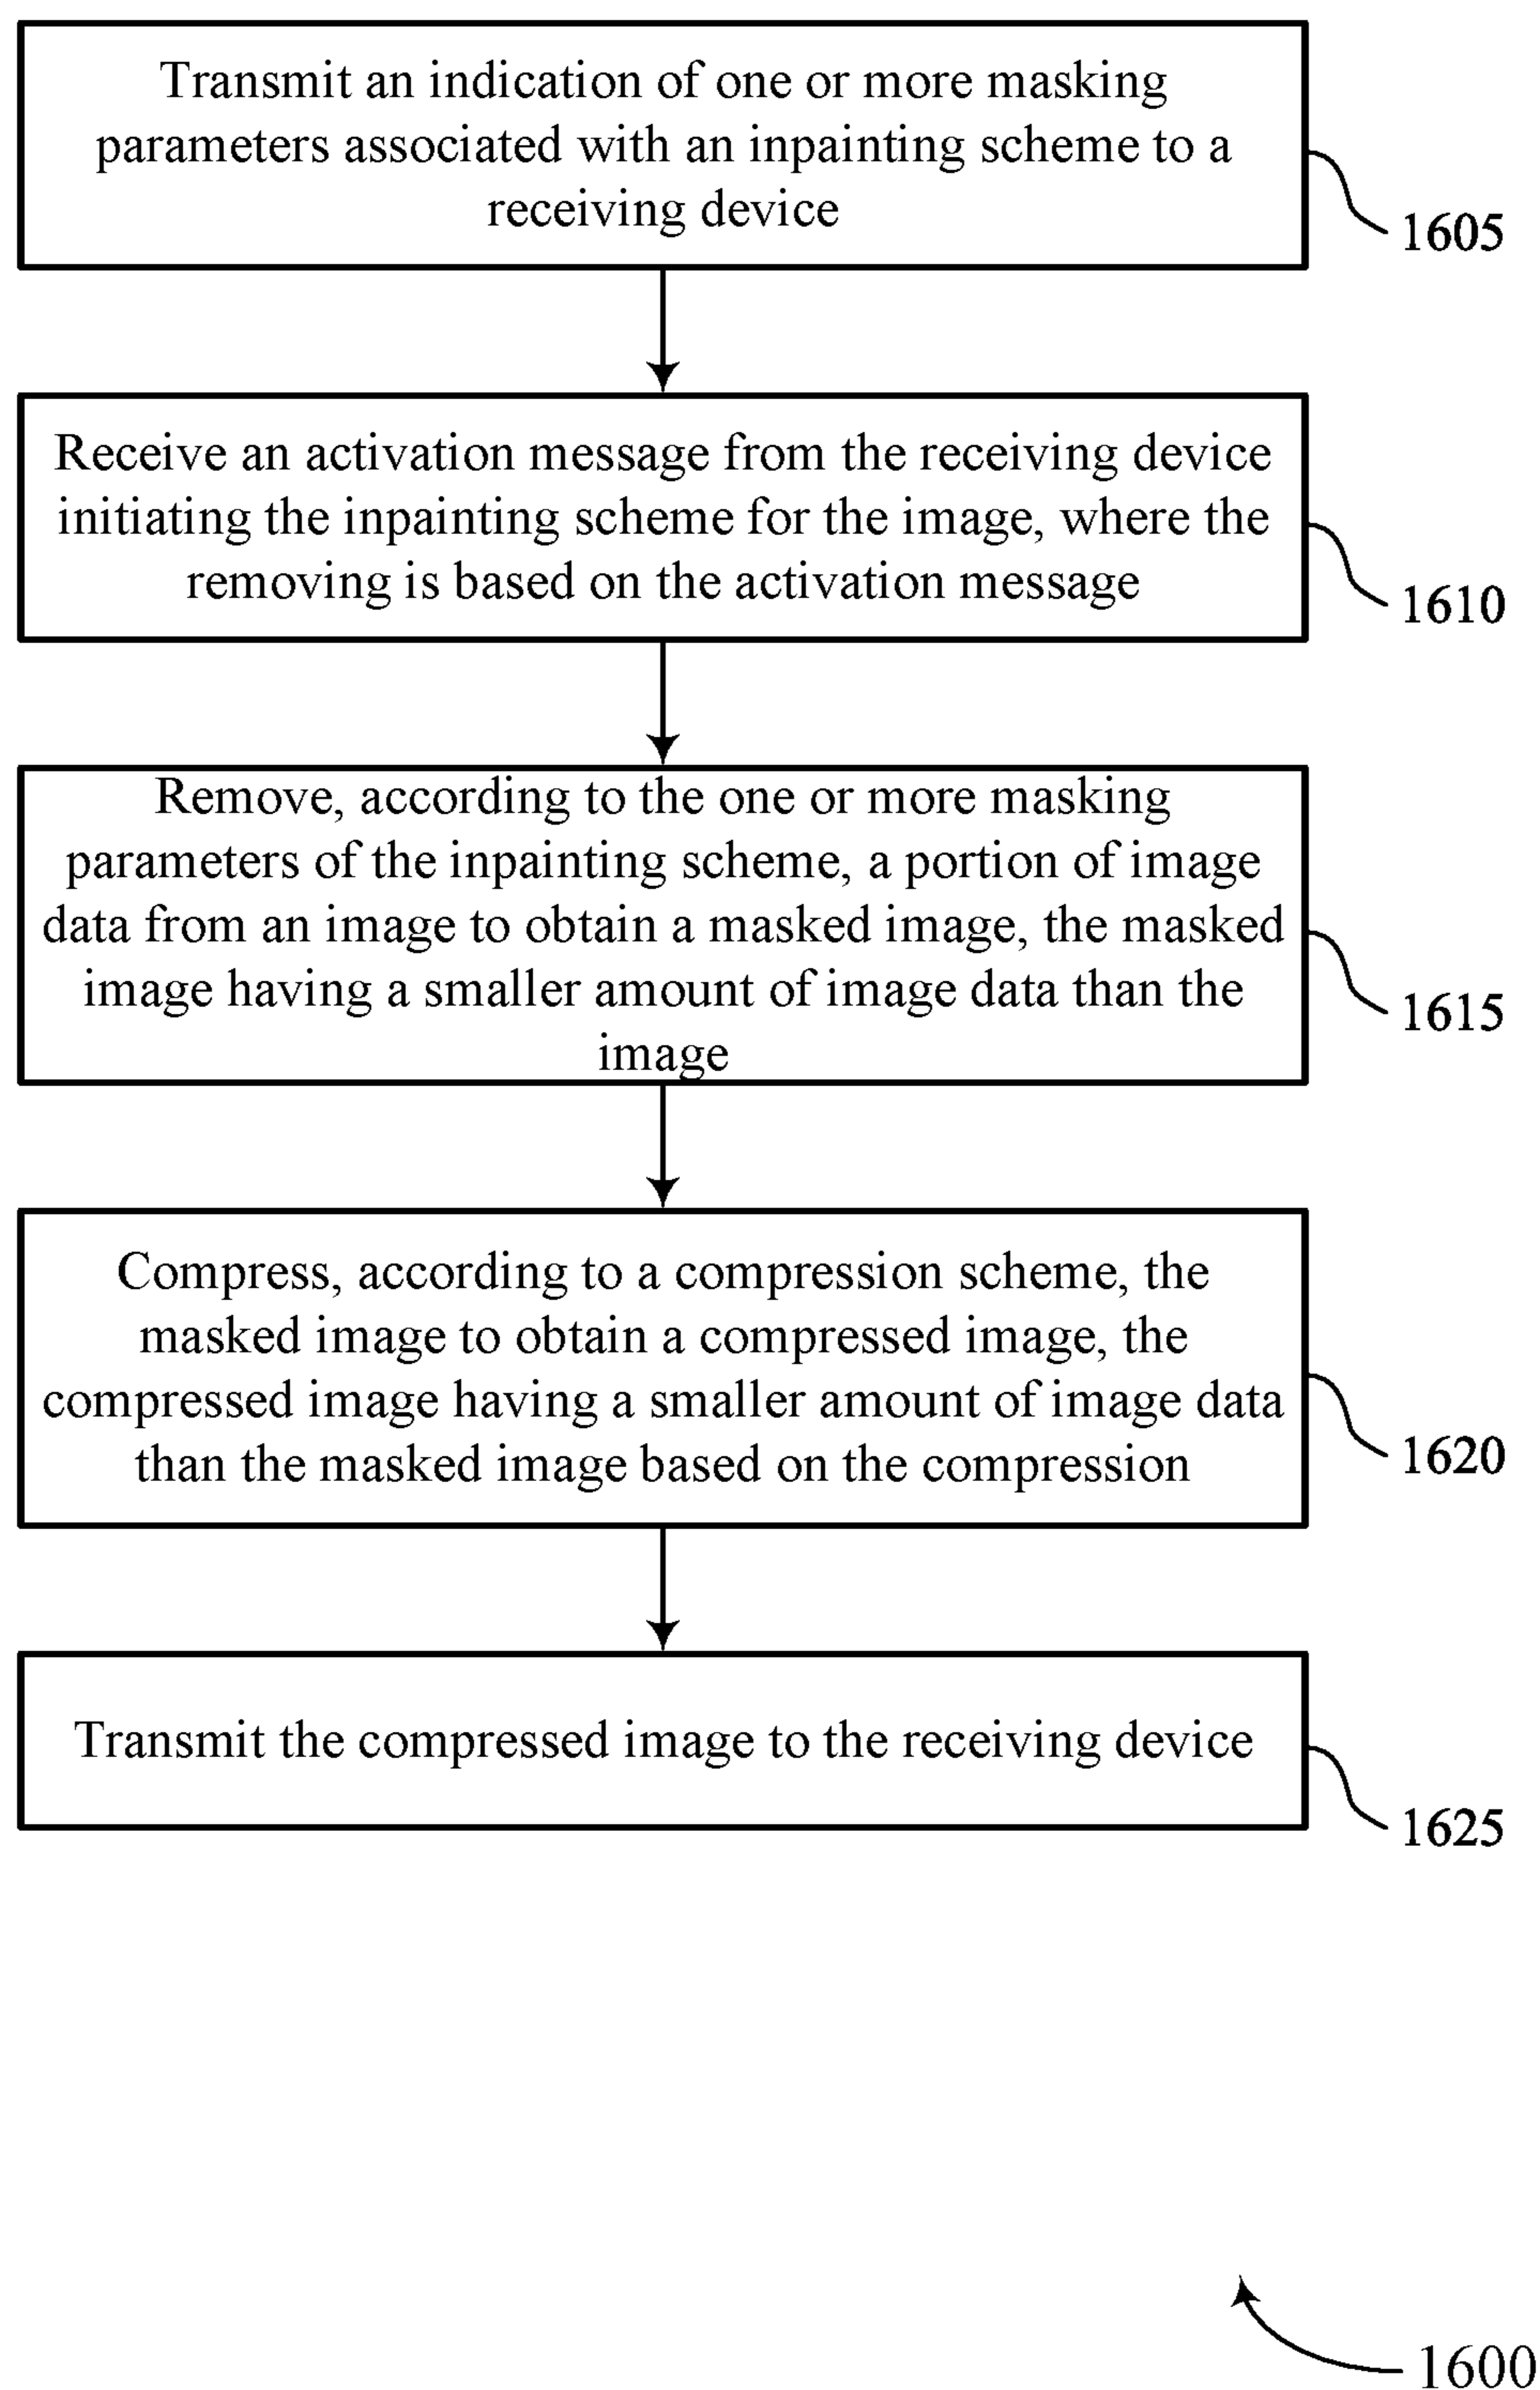 Transmit an indication of one or more masking
parameters associated with an inpainting scheme to a
receiving device
1605
Receive an activation message from the receiving device
initiating the inpainting scheme for the image, where the
removing is based on the activation message
1610
Remove, according to the one or more masking
parameters of the inpainting scheme, a portion of image
data from an image to obtain a masked image, the masked
image having a smaller amount of image data than the
image
1615
Compress, according to a compression scheme, the
masked image to obtain a compressed image, the
compressed image having a smaller amount of image data
than the masked image based on the compression
1620
Transmit the compressed image to the receiving device
1625
1600